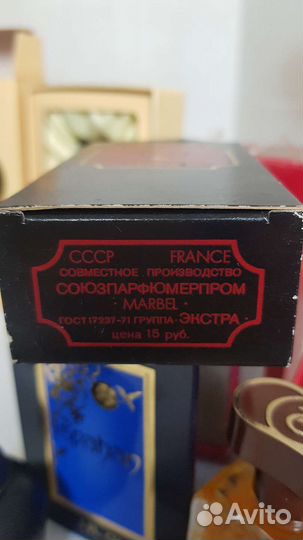 СССР FRANCE
СОВМЕСТНОЕ ПРОИЗВОДСТВО
СОЮЗПАРФЮМЕРПРОМ
· MARBEL ·
ГОСТ 17237-71 ГРУППА · ЭКСТРА ·
цена 15 руб.
Avito